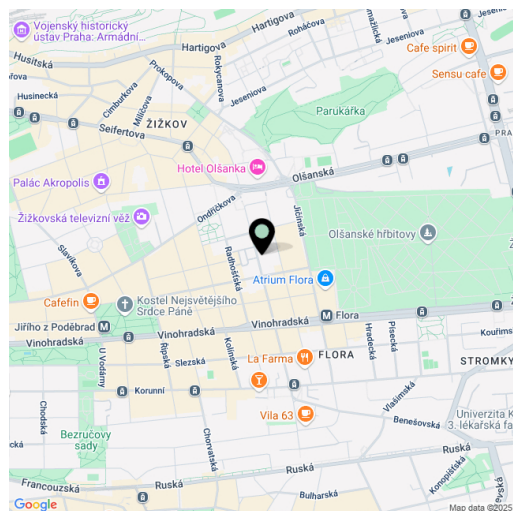 Vojenský historický
ústav Praha: Armádní...
Hartigova
Roháčova
Jeseniova
Cafe spirit
Husitská
Hartigova
Prokopova
Rokycanova
Sensu cafe
Husinecká
Cimburkova
Miličova
Jeseniova
Parukářka
ŽIŽKOV
Seifertova
Hotel Olšanka
Olšanská
Palác Akropolis
Žižkovská televizní věž
Ondříčkova
Jičínská
Olšanské hřbitovy
Slavíkova
Radhošťská
Atrium Flora
Cafefin
Kostel Nejsvětějšího
Srdce Páně
Jiřího z Poděbrad
Vinohradská
Vinohradská
Flora
Vinohradská
U Vodárny
Řipská
Slezská
Kolínská
La Farma
FLORA
Hradecká
Písecká
Kouřims
STROMKY
Korunní
Vlašimská
Chodská
Vila 63
Benešovská
Univerzita K
3. lékařská fa
Bezručovy
sady
Chorvatská
Ruská
Ruská
Ruská
Konopišťská
Francouzská
Bulharská
Google
Map data ©2025